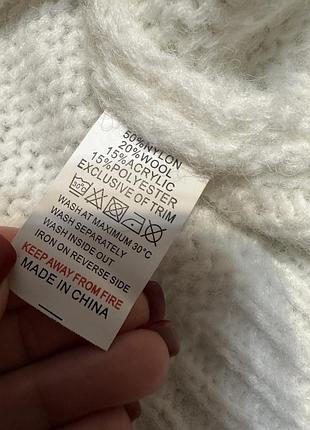 50%NYLON
20%WOOL
15%ACRYLIC
15%POLYESTER
EXCLUSIVE OF TRIM
30°C
WASH AT MAXIMUM 30°C
WASH SEPARATELY
WASH INSIDE OUT
IRON ON REVERSE SIDE
KEEP AWAY FROM FIRE
MADE IN CHINA